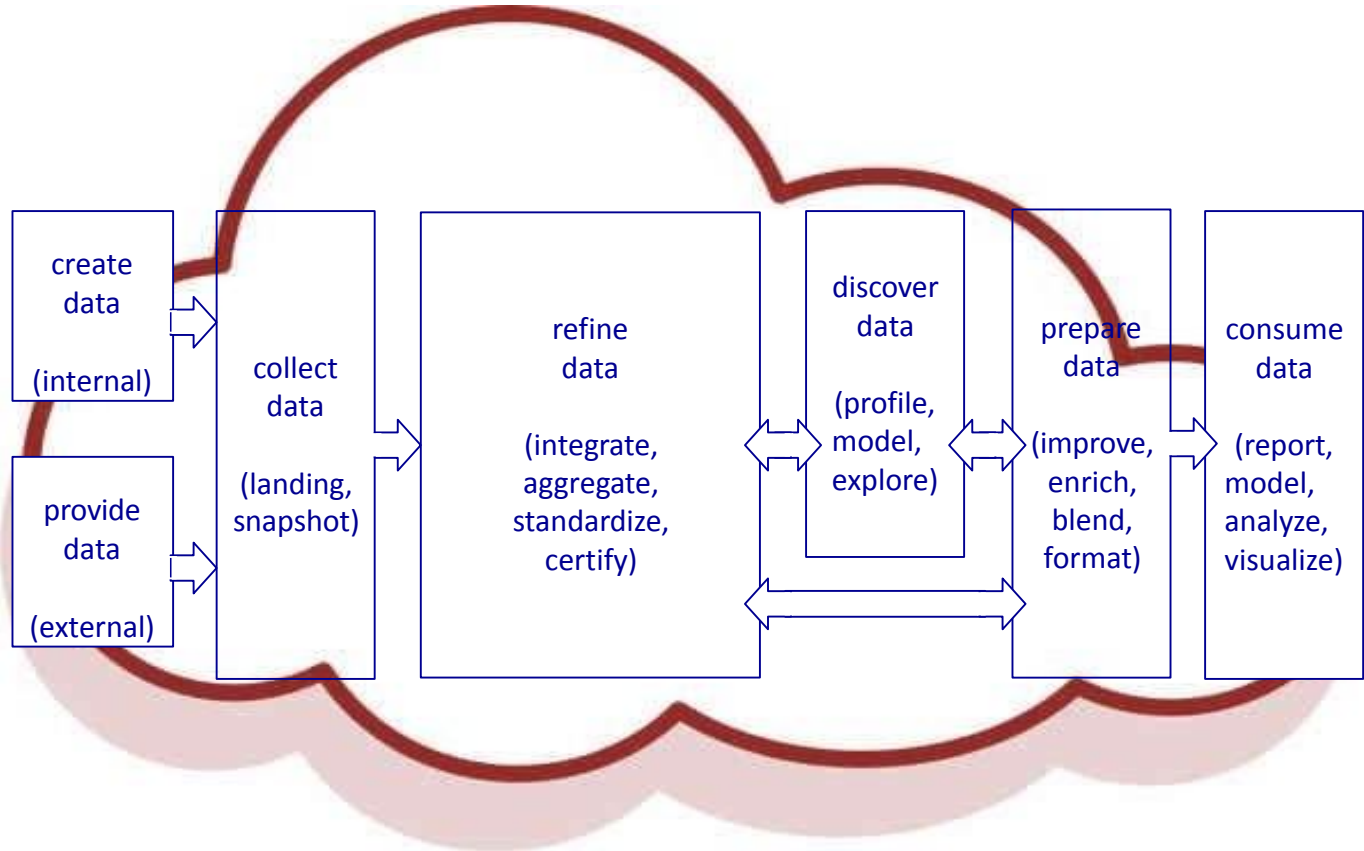 create
data
(internal)
provide
data
(external)
collect
data
(landing,
snapshot)
refine
data
(integrate,
aggregate,
standardize,
certify)
discover
data
(profile,
model,
explore)
prepare
data
(improve,
enrich,
blend,
format)
consume
data
(report,
model,
analyze,
visualize)